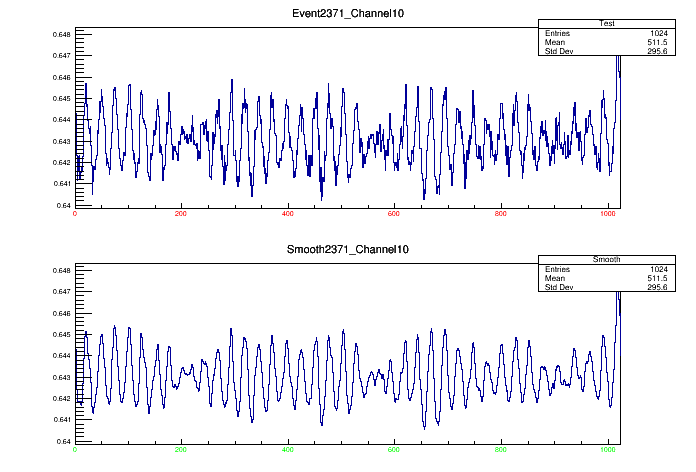 Event2371_Channel10
Test
Entries 1024
Mean 511.5
Std Dev 295.6
0.648
0.647
0.646
0.645
0.644
0.643
0.642
0.641
0.64
0 200 400 600 800 1000
Smooth2371_Channel10
Smooth
Entries 1024
Mean 511.5
Std Dev 295.6
0.648
0.647
0.646
0.645
0.644
0.643
0.642
0.641
0.64
0 200 400 600 800 1000